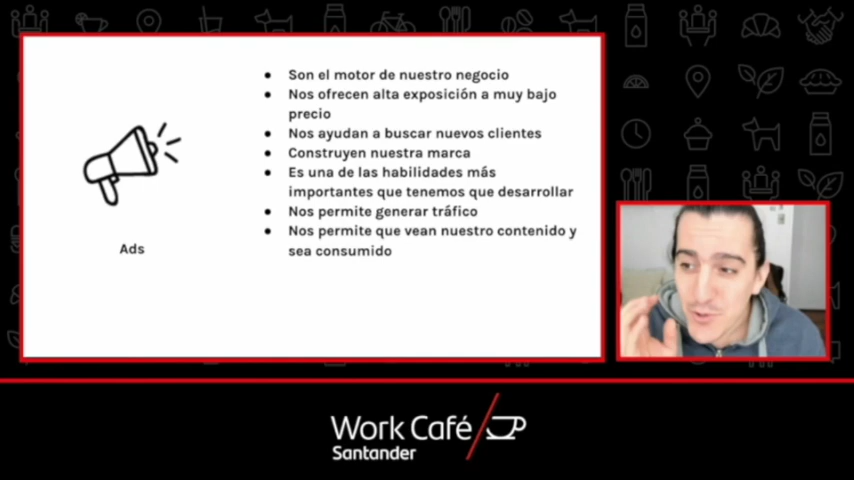 Son el motor de nuestro negocio
Nos ofrecen alta exposición a muy bajo
precio
Nos ayudan a buscar nuevos clientes
Construyen nuestra marca
Es una de las habilidades más
importantes que tenemos que desarrollar
Nos permite generar tráfico
Nos permite que vean nuestro contenido y
sea consumido
Ads
Work Café
Santander